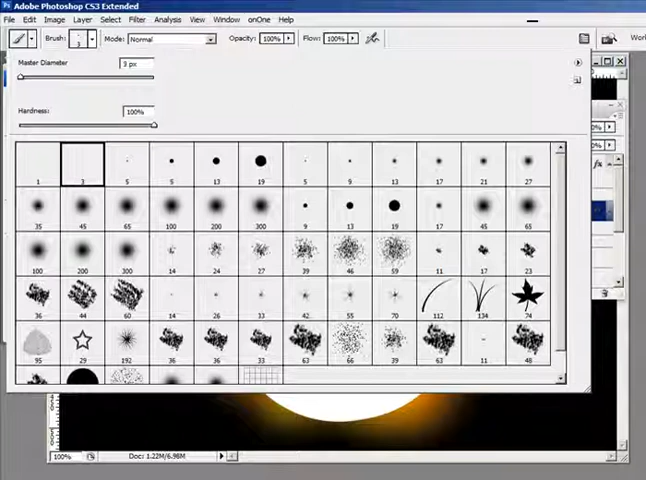 Adobe Photoshop CS3 Extended
File Edit Image Layer Select Filter Analysis View Window onOne Help
Brush: 3 Mode: Normal Opacity: 100% Flow: 100%
Master Diameter
Hardness: 100%
1 3 5 5 13 19 5 9 13 17 21 27
35 45 65 100 200 300 9 13 19 17 45 65
100 200 300 14 24 27 39 46 59 11 17 23
36 44 60 14 26 33 42 55 70 112 134 74
95 29 192 36 36 33 63 66 39 63 11 48
100% Doc: 1.22M/6.98M